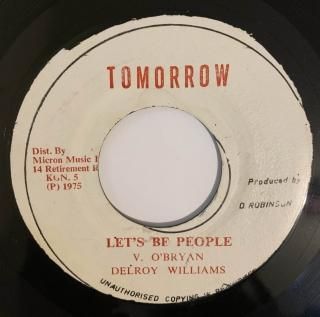 TOMORROW
Dist. By
Micron Music
14 Retirement
KGN. 5
(P) 1975
Produced by
D. ROBINSON
LET'S BE PEOPLE
V. O'BRYAN
DELROY WILLIAMS
UNAUTHORISED COPYING IS